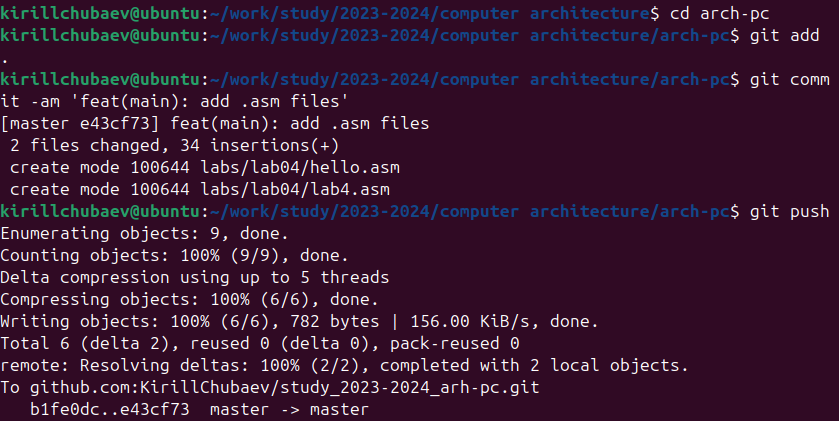 kirillchubaev@ubuntu:~/work/study/2023-2024/computer architecture$ cd arch-pc
kirillchubaev@ubuntu:~/work/study/2023-2024/computer architecture/arch-pc$ git add
.
kirillchubaev@ubuntu:~/work/study/2023-2024/computer architecture/arch-pc$ git comm
it -am 'feat(main): add .asm files'
[master e43cf73] feat(main): add .asm files
 2 files changed, 34 insertions(+)
 create mode 100644 labs/lab04/hello.asm
 create mode 100644 labs/lab04/lab4.asm
kirillchubaev@ubuntu:~/work/study/2023-2024/computer architecture/arch-pc$ git push
Enumerating objects: 9, done.
Counting objects: 100% (9/9), done.
Delta compression using up to 5 threads
Compressing objects: 100% (6/6), done.
Writing objects: 100% (6/6), 782 bytes | 156.00 KiB/s, done.
Total 6 (delta 2), reused 0 (delta 0), pack-reused 0
remote: Resolving deltas: 100% (2/2), completed with 2 local objects.
To github.com:KirillChubaev/study_2023-2024_arh-pc.git
   b1fe0dc..e43cf73  master -> master